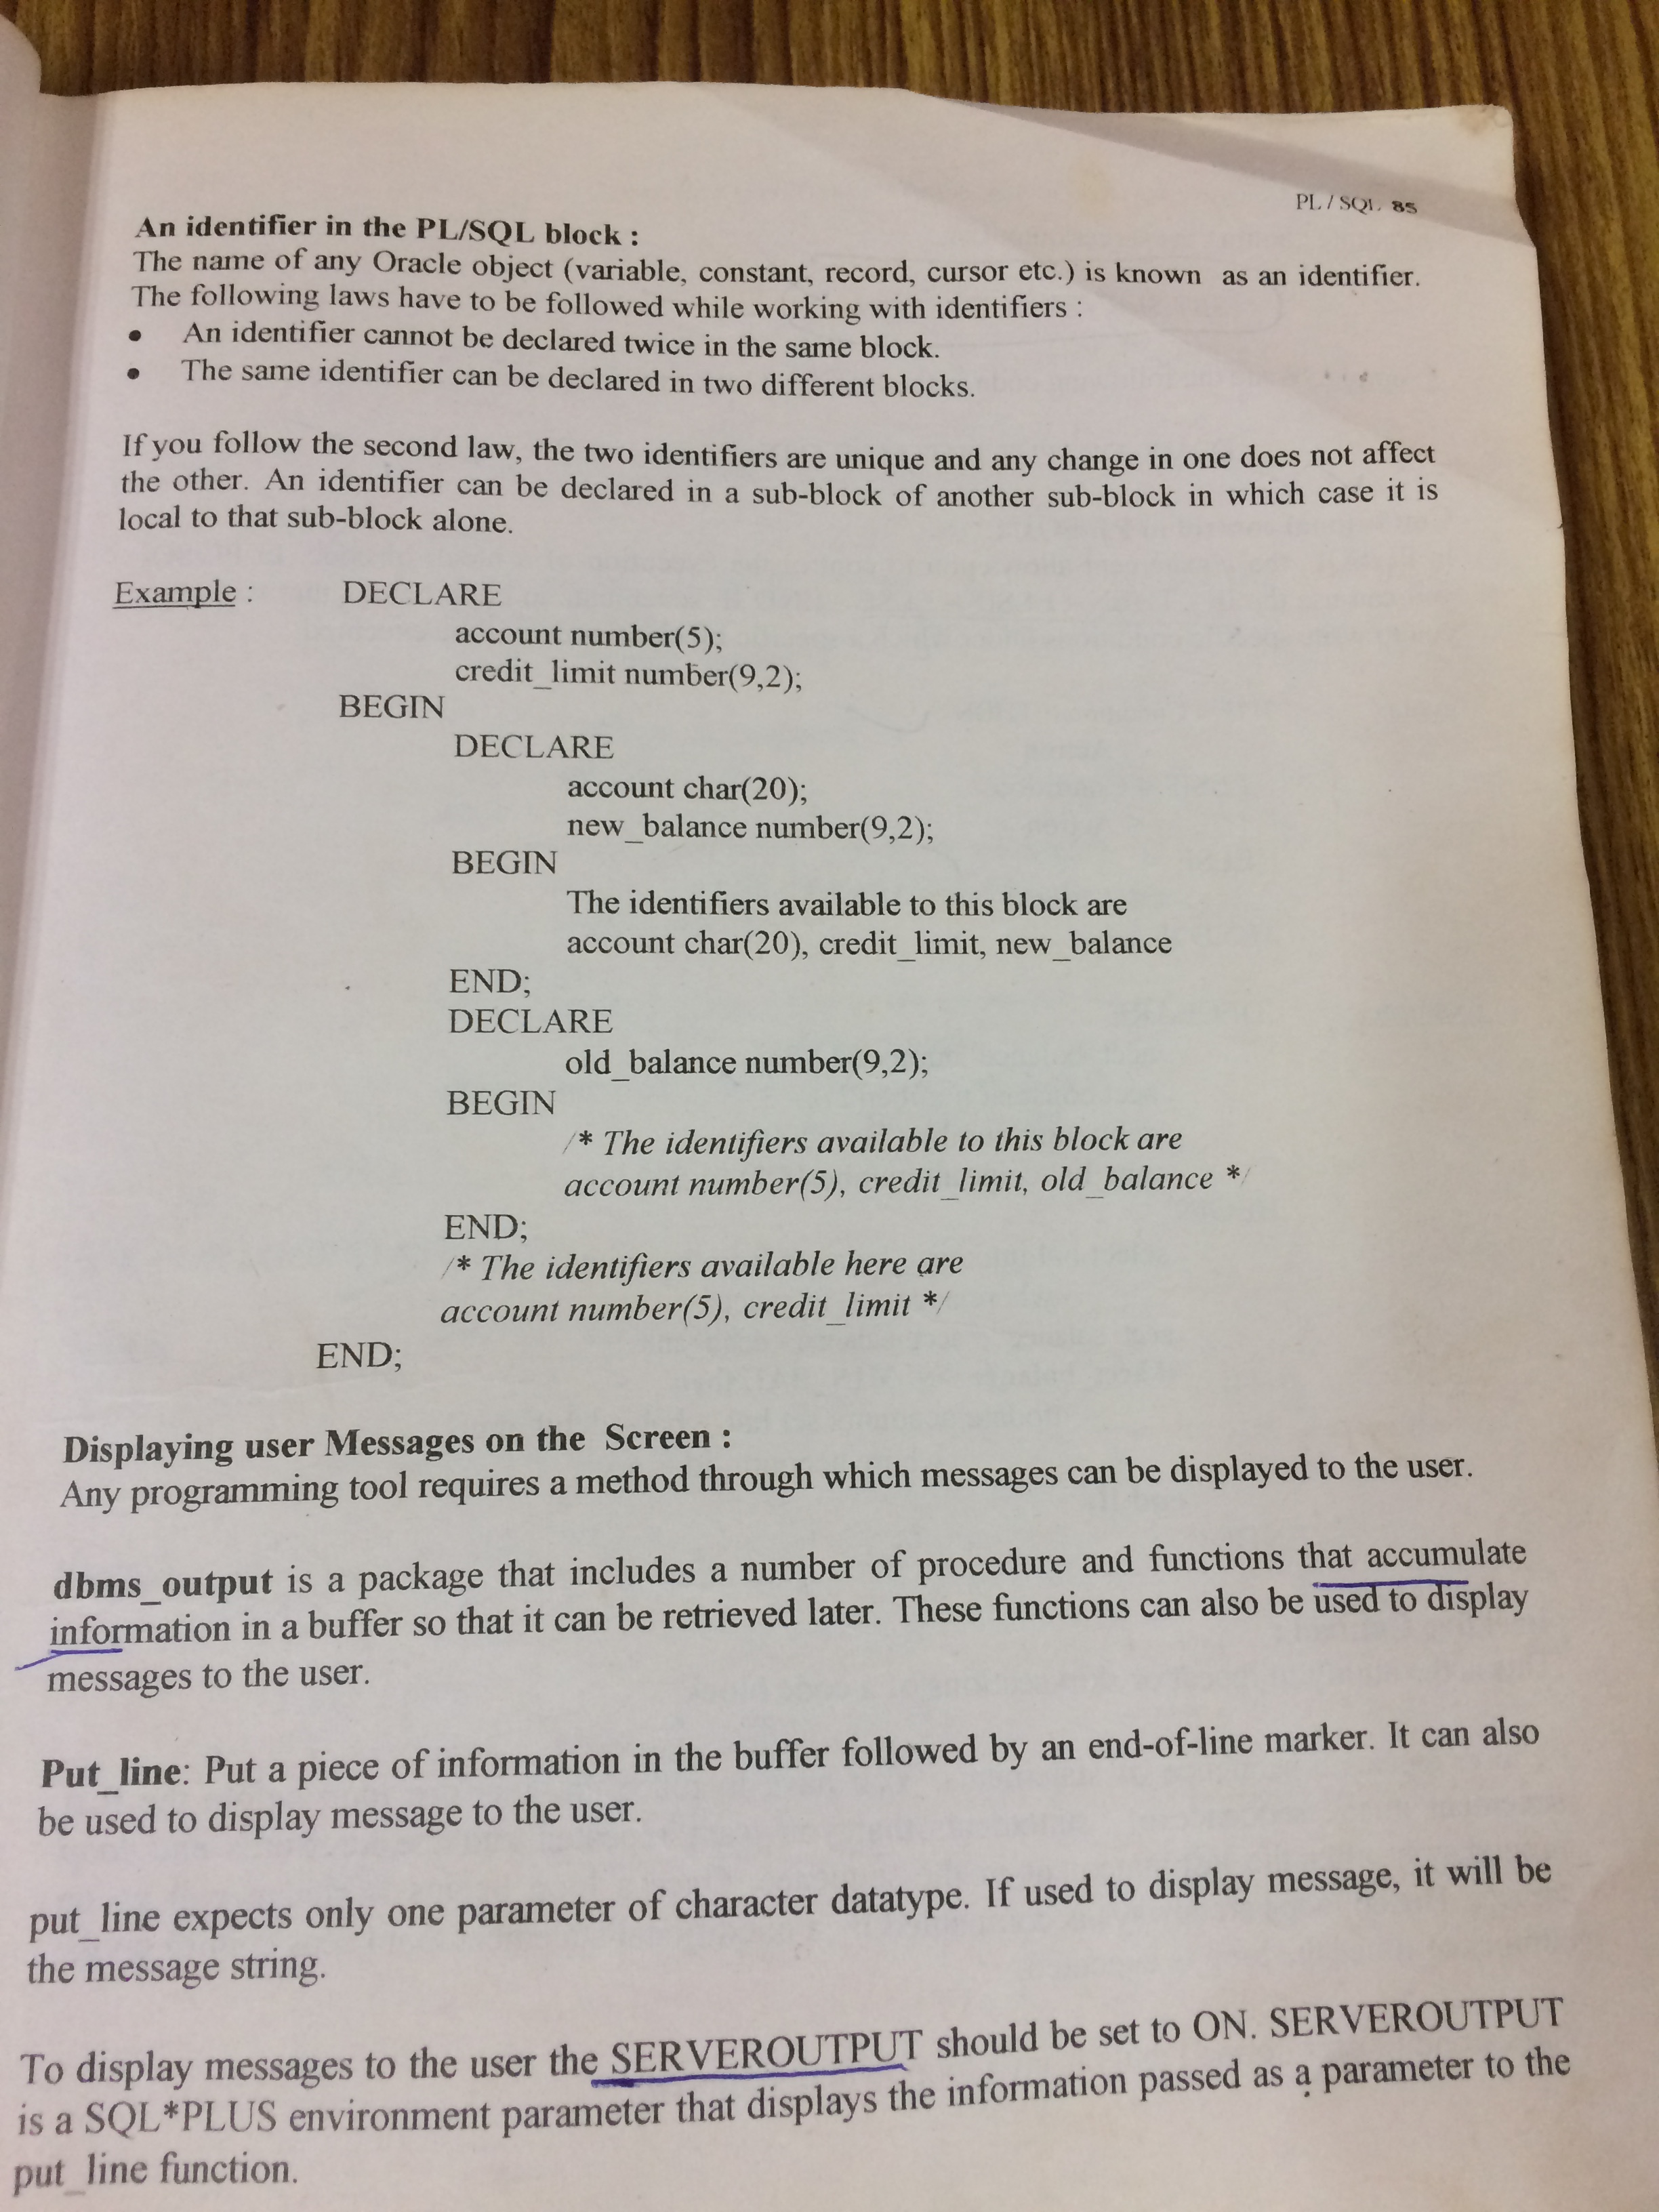 PL / SQL 85
An identifier in the PL/SQL block :
The name of any Oracle object (variable, constant, record, cursor etc.) is known as an identifier.
The following laws have to be followed while working with identifiers :
• An identifier cannot be declared twice in the same block.
• The same identifier can be declared in two different blocks.
If you follow the second law, the two identifiers are unique and any change in one does not affect
the other. An identifier can be declared in a sub-block of another sub-block in which case it is
local to that sub-block alone.
Example : DECLARE
account number(5);
credit_limit number(9,2);
BEGIN
DECLARE
account char(20);
new_balance number(9,2);
BEGIN
The identifiers available to this block are
account char(20), credit_limit, new_balance
END;
DECLARE
old_balance number(9,2);
BEGIN
/* The identifiers available to this block are
account number(5), credit_limit, old_balance */
END;
/* The identifiers available here are
account number(5), credit_limit */
END;
Displaying user Messages on the Screen :
Any programming tool requires a method through which messages can be displayed to the user.
dbms_output is a package that includes a number of procedure and functions that accumulate
information in a buffer so that it can be retrieved later. These functions can also be used to display
messages to the user.
Put_line: Put a piece of information in the buffer followed by an end-of-line marker. It can also
be used to display message to the user.
put_line expects only one parameter of character datatype. If used to display message, it will be
the message string.
To display messages to the user the SERVEROUTPUT should be set to ON. SERVEROUTPUT
is a SQL*PLUS environment parameter that displays the information passed as a parameter to the
put_line function.